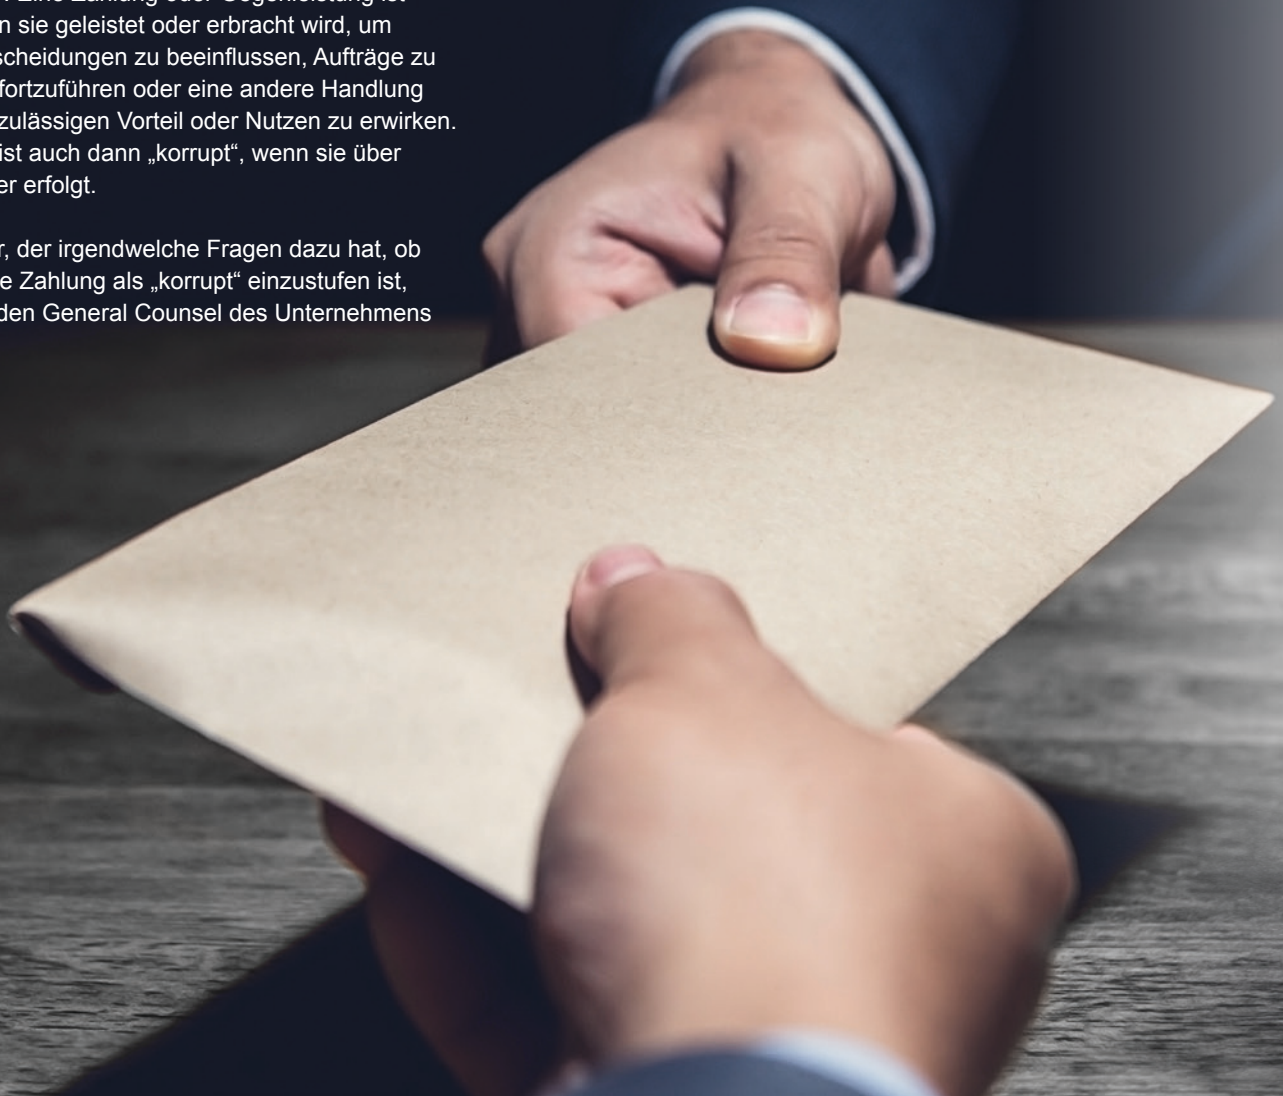 Eine Zahlung oder Gegenleistung ist
n sie geleistet oder erbracht wird, um
scheidungen zu beeinflussen, Aufträge zu
fortzuführen oder eine andere Handlung
zulässigen Vorteil oder Nutzen zu erwirken.
ist auch dann „korrupt“, wenn sie über
er erfolgt.
r, der irgendwelche Fragen dazu hat, ob
e Zahlung als „korrupt“ einzustufen ist,
den General Counsel des Unternehmens